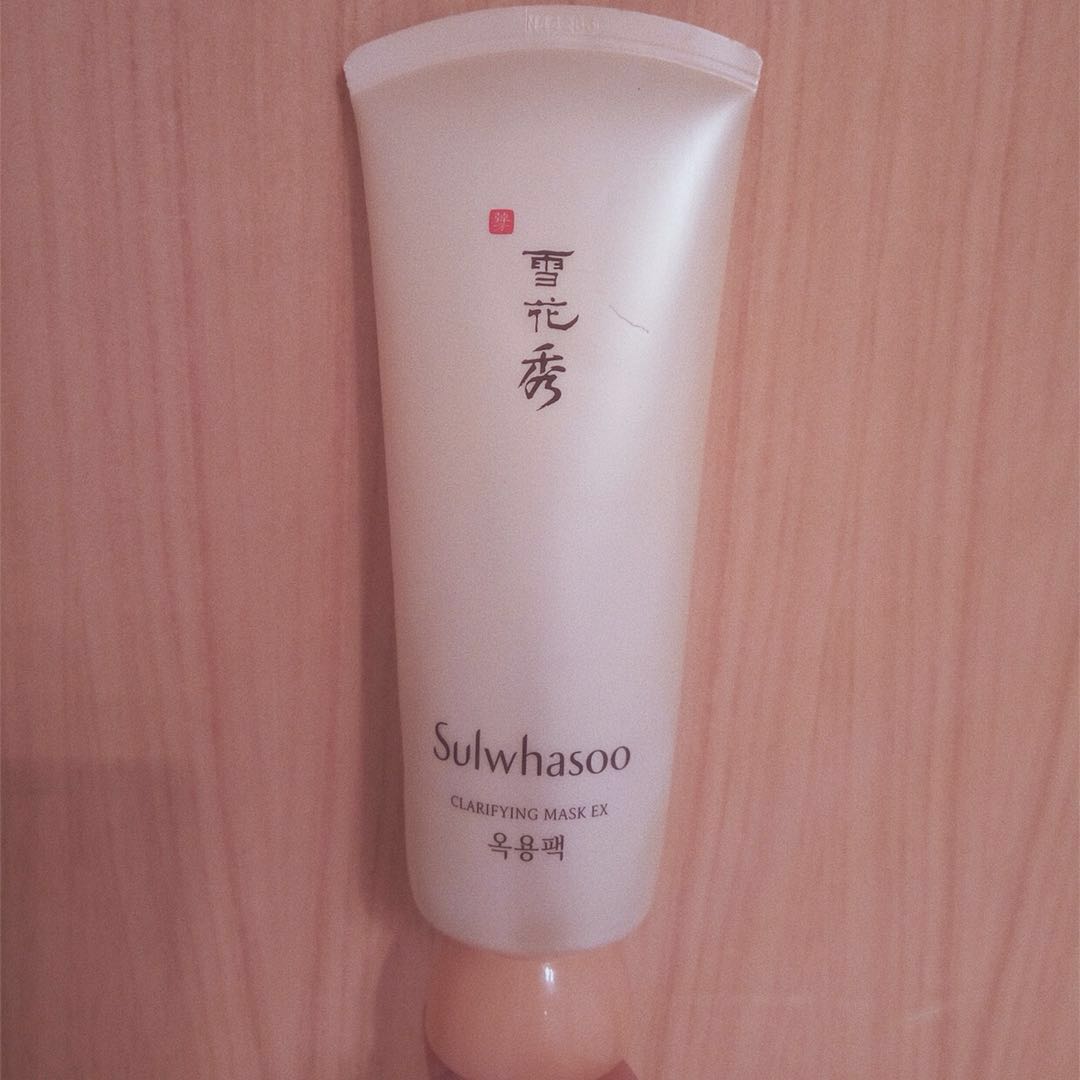 雪花秀
Sulwhasoo
CLARIFYING MASK EX
옥용팩